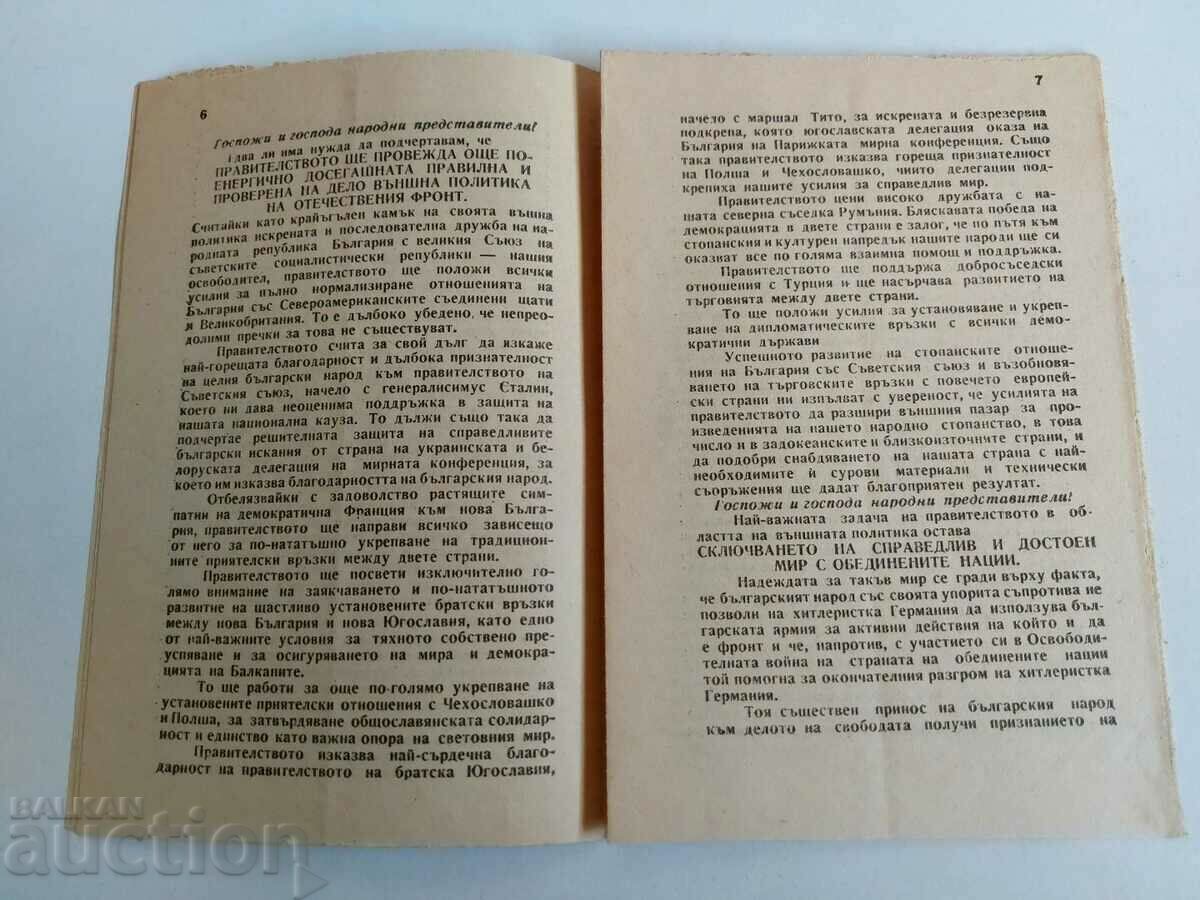 6
Госпожи и господа народни представители!
Едва ли има нужда да подчертавам, че
ПРАВИТЕЛСТВОТО ЩЕ ПРОВЕЖДА ОЩЕ ПО-
ЕНЕРГИЧНО ДОСЕГАШНАТА ПРАВИЛНА И
ПРОВЕРЕНА НА ДЕЛО ВЪНШНА ПОЛИТИКА
НА ОТЕЧЕСТВЕНИЯ ФРОНТ.
Считайки като крайъгълен камък на своята външна
политика искрената и последователна дружба на на-
родната република България с великия Съюз на
съветските социалистически републики — нашия
освободител, правителството ще положи всички
усилия за пълно нормализиране отношенията на
България със Североамериканските съединени щати
и Великобритания. То е дълбоко убедено, че непрео-
долими пречки за това не съществуват.
Правителството счита за свой дълг да изкаже
най-горещата благодарност и дълбока признателност
на целия български народ към правителството на
Съветския съюз, начело с генералисимус Сталин,
което ни дава неоценима поддръжка в защита на
нашата национална кауза. То дължи също така да
подчертае решителната защита на справедливите
български искания от страна на украинската и бе-
лоруската делегация на мирната конференция, за
което им изказва благодарността на българския народ.
Отбелязвайки с задоволство растящите сим-
патии на демократична Франция към нова Бълга-
рия, правителството ще направи всичко зависещо
от него за по-нататъшно укрепване на традицион-
ните приятелски връзки между двете страни.
Правителството ще посвети изключително го-
лямо внимание на заякчаването и по-нататъшното
развитие на щастливо установените братски връзки
между нова България и нова Югославия, като едно
от най-важните условия за тяхното собствено пре-
успяване и за осигуряването на мира и демокра-
цията на Балканите.
То ще работи за още по-голямо укрепване на
установените приятелски отношения с Чехословашко
и Полша, за затвърдяване общославянската солидар-
ност и единство като важна опора на световния мир.
Правителството изказва най-сърдечна благо-
дарност на правителството на братска Югославия,
7
начело с маршал Тито, за искрената и безрезервна
подкрепа, която югославската делегация оказа на
България на Парижката мирна конференция. Също
така правителството изказва гореща признателност
на Полша и Чехословашко, чиито делегации под-
крепиха нашите усилия за справедлив мир.
Правителството цени високо дружбата с на-
шата северна съседка Румъния. Бляскавата победа на
демокрацията в двете страни е залог, че по пътя към
стопанския и културен напредък нашите народи ще си
оказват все по голяма взаимна помощ и поддръжка.
Правителството ще поддържа добросъседски
отношения с Турция и ще насърчава развитието на
търговията между двете страни.
То ще положи усилия за установяване и укреп-
ване на дипломатическите връзки с всички демо-
кратични държави
Успешното развитие на стопанските отноше-
ния на България със Съветския съюз и възобновя-
ването на търговските връзки с повечето европей-
ски страни ни изпълват с увереност, че усилията на
правителството да разшири външния пазар за про-
изведенията на нашето народно стопанство, в това
число и в задокеанските и близкоизточните страни, и
да подобри снабдяването на нашата страна с най-
необходимите ѝ сурови материали и технически
съоръжения ще дадат благоприятен резултат.
Госпожи и господа народни представители!
Най-важната задача на правителството в об-
ластта на външната политика остава
СКЛЮЧВАНЕТО НА СПРАВЕДЛИВ И ДОСТОЕН
МИР С ОБЕДИНЕНИТЕ НАЦИИ.
Надеждата за такъв мир се гради върху факта,
че българският народ със своята упорита съпротива не
позволи на хитлеристка Германия да използува бъл-
гарската армия за активни действия на който и да
е фронт и че, напротив, с участието си в Освободи-
телната война на страната на обединените нации
той помогна за окончателния разгром на хитлеристка
Германия.
Тоя съществен принос на българския народ
към делото на свободата получи признанието на
BALKAN
auction